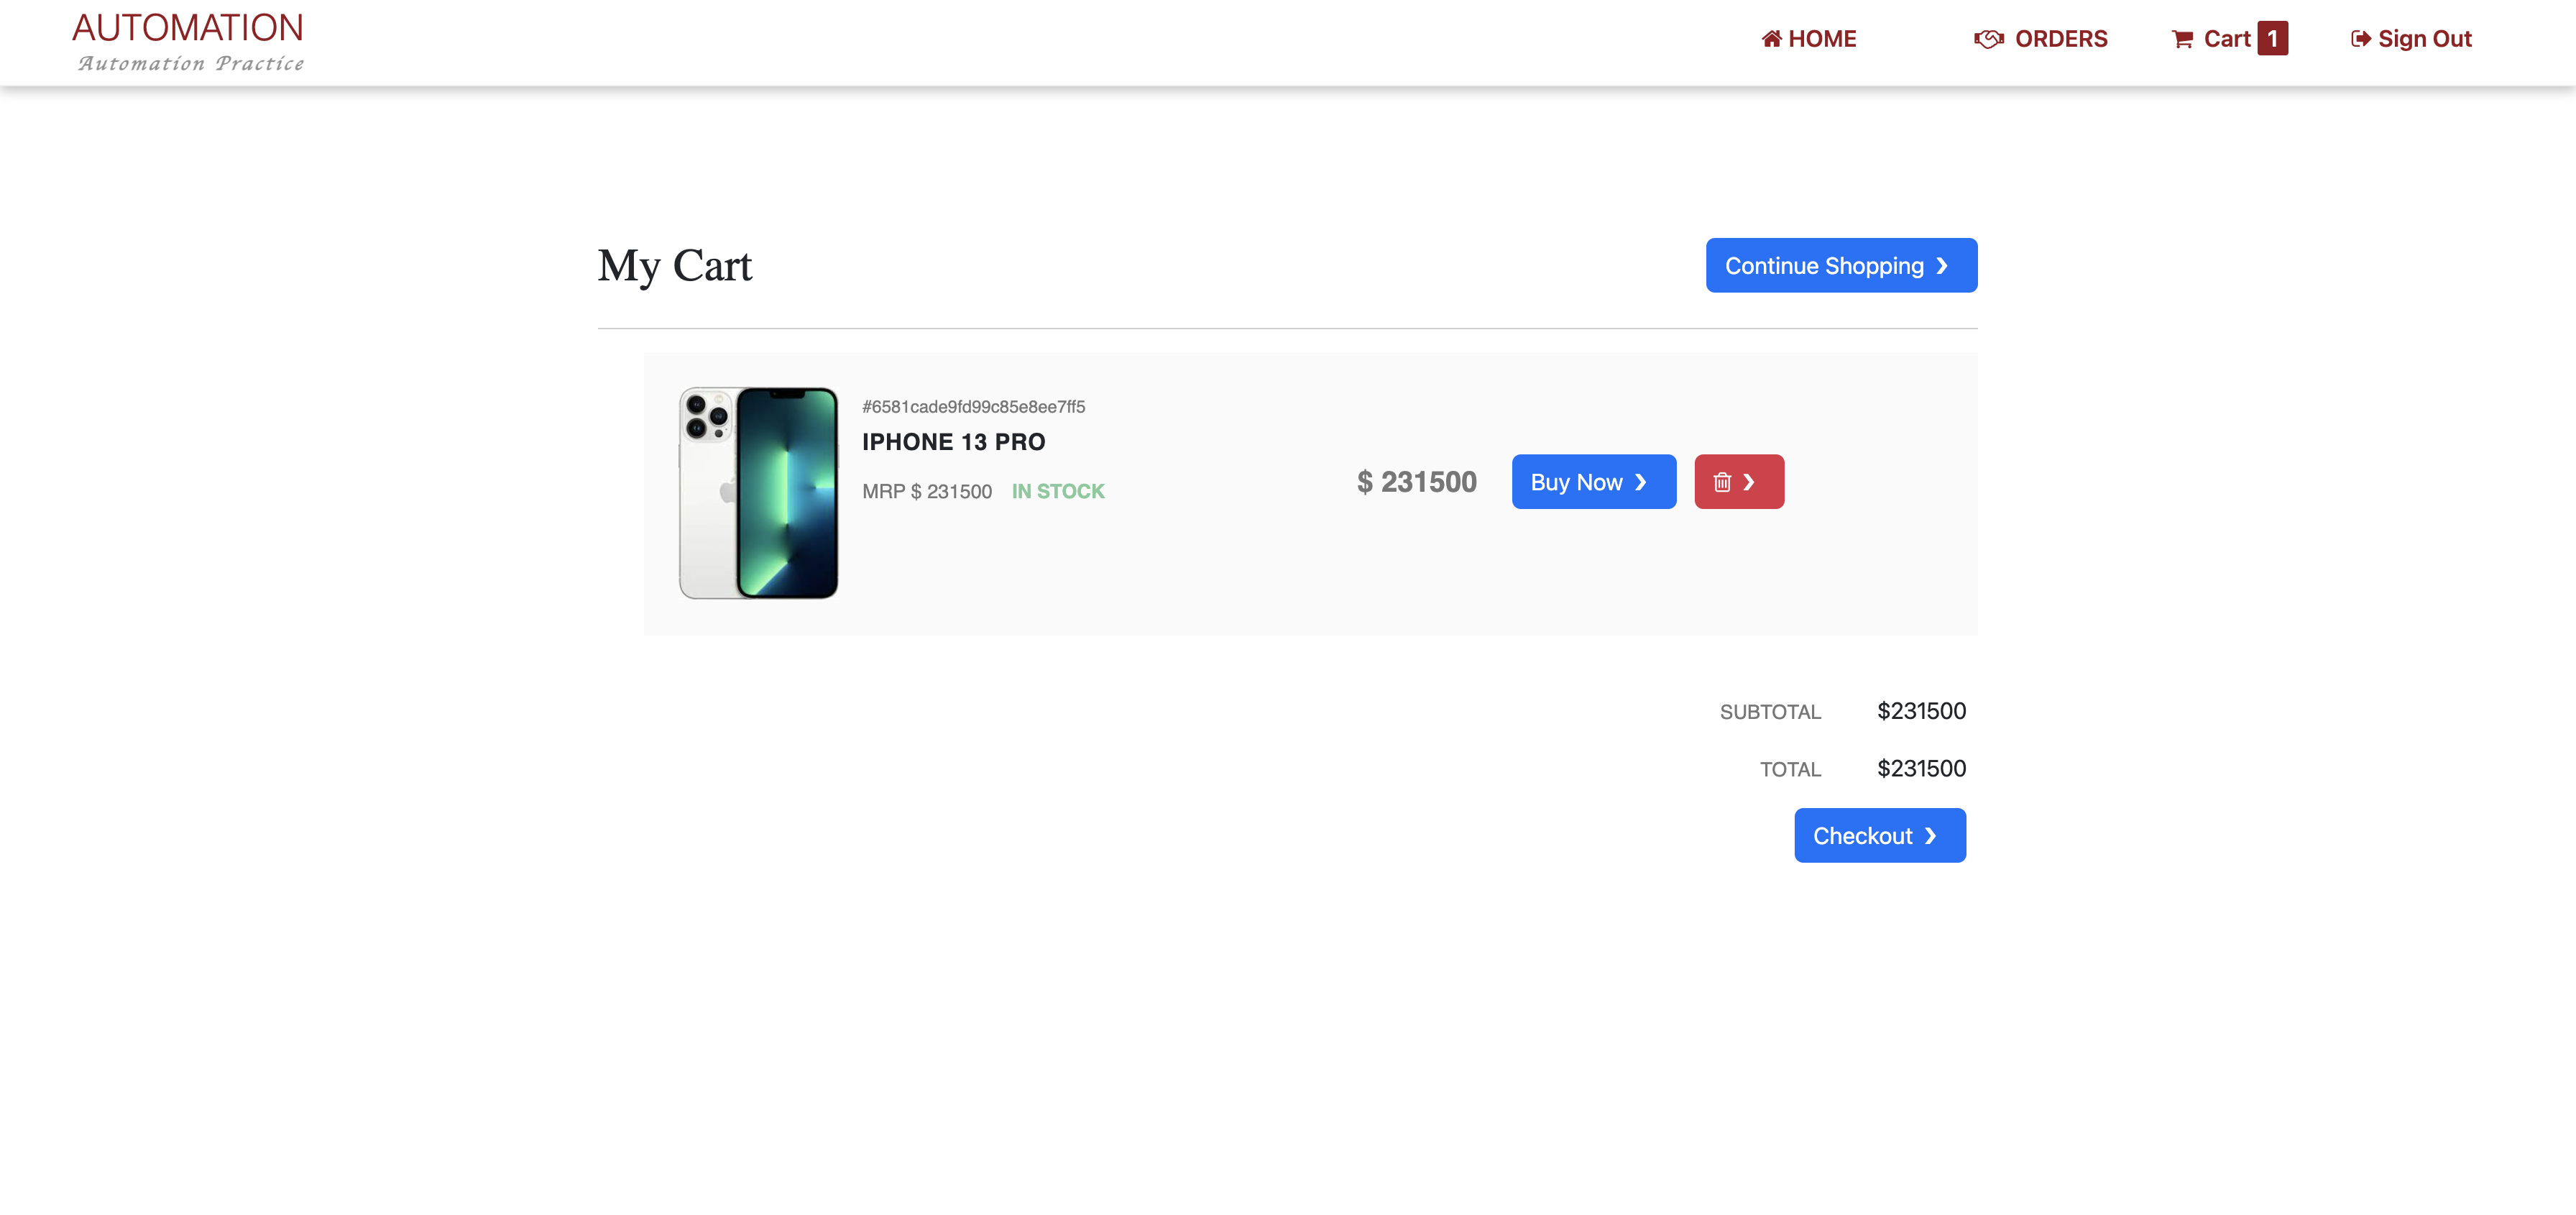 AUTOMATION
Automation Practice
HOME
ORDERS
Cart 1
Sign Out
My Cart
Continue Shopping ❯
#6581cade9fd99c85e8ee7ff5
IPHONE 13 PRO
MRP $ 231500 IN STOCK
$ 231500
Buy Now ❯
❯
SUBTOTAL $231500
TOTAL $231500
Checkout ❯